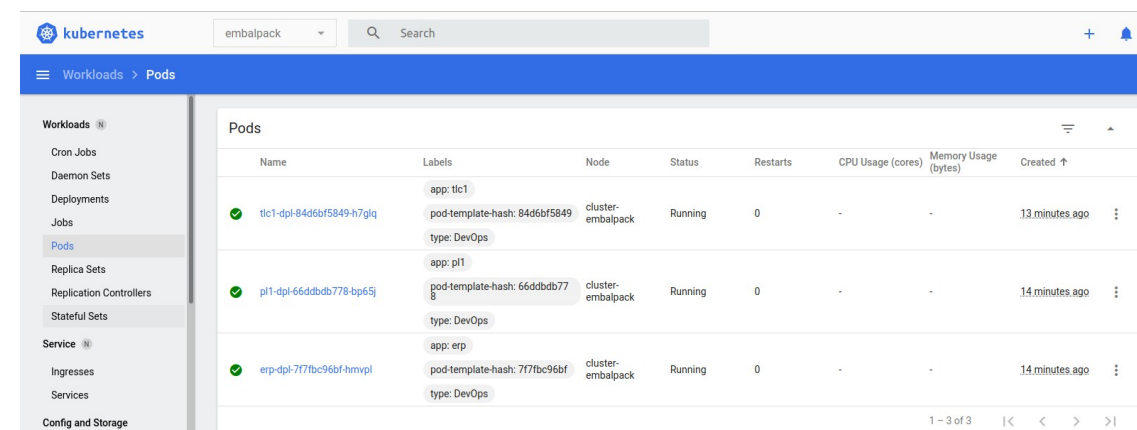 kubernetes
embalpack
Search
Workloads > Pods
Workloads N
Cron Jobs
Daemon Sets
Deployments
Jobs
Pods
Replica Sets
Replication Controllers
Stateful Sets
Service N
Ingresses
Services
Config and Storage
Pods
Name Labels Node Status Restarts CPU Usage (cores) Memory Usage (bytes) Created ↑
tlc1-dpl-84d6bf5849-h7glq
app: tlc1
pod-template-hash: 84d6bf5849
type: DevOps
cluster-
embalpack
Running 0 - - 13 minutes ago
pl1-dpl-66ddbdb778-bp65j
app: pl1
pod-template-hash: 66ddbdb77
8
type: DevOps
cluster-
embalpack
Running 0 - - 14 minutes ago
erp-dpl-7f7fbc96bf-hmvpl
app: erp
pod-template-hash: 7f7fbc96bf
type: DevOps
cluster-
embalpack
Running 0 - - 14 minutes ago
1 – 3 of 3 |< < > >|